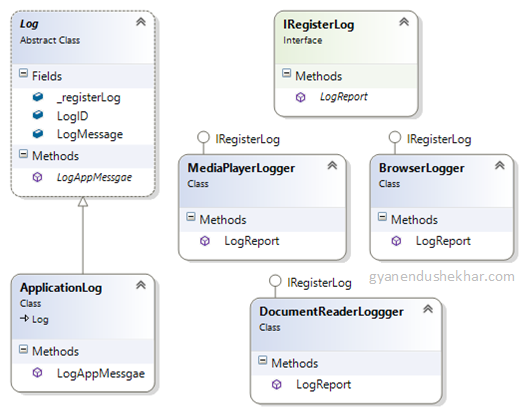 Log
Abstract Class
Fields
_registerLog
LogID
LogMessage
Methods
LogAppMessgae
ApplicationLog
Class
Log
Methods
LogAppMessgae
IRegisterLog
Interface
Methods
LogReport
IRegisterLog
MediaPlayerLogger
Class
Methods
LogReport
IRegisterLog
BrowserLogger
Class
Methods
LogReport
gyanendushekhar.com
IRegisterLog
DocumentReaderLoggger
Class
Methods
LogReport